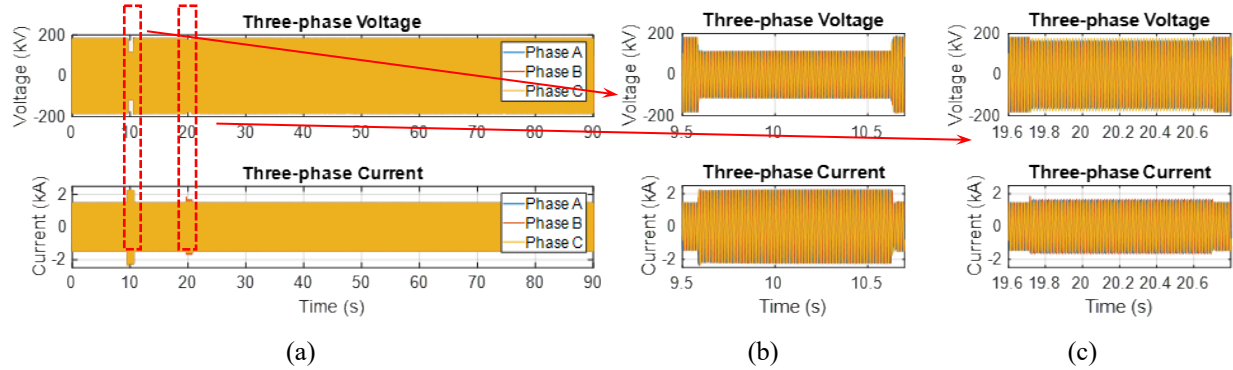 Three-phase Voltage
Voltage (kV)
200
0
-200
Phase A
Phase B
Phase C
0 10 20 30 40 50 60 70 80 90
Three-phase Current
Current (kA)
2
0
-2
Phase A
Phase B
Phase C
0 10 20 30 40 50 60 70 80 90
Time (s)
(a)
Three-phase Voltage
Voltage (kV)
200
0
200
9.5 10 10.5
Three-phase Current
Current (kA)
2
0
-2
9.5 10 10.5
Time (s)
(b)
Three-phase Voltage
Voltage (kV)
200
0
200
19.6 19.8 20 20.2 20.4 20.6
Three-phase Current
Current (kA)
2
0
-2
19.6 19.8 20 20.2 20.4 20.6
Time (s)
(c)